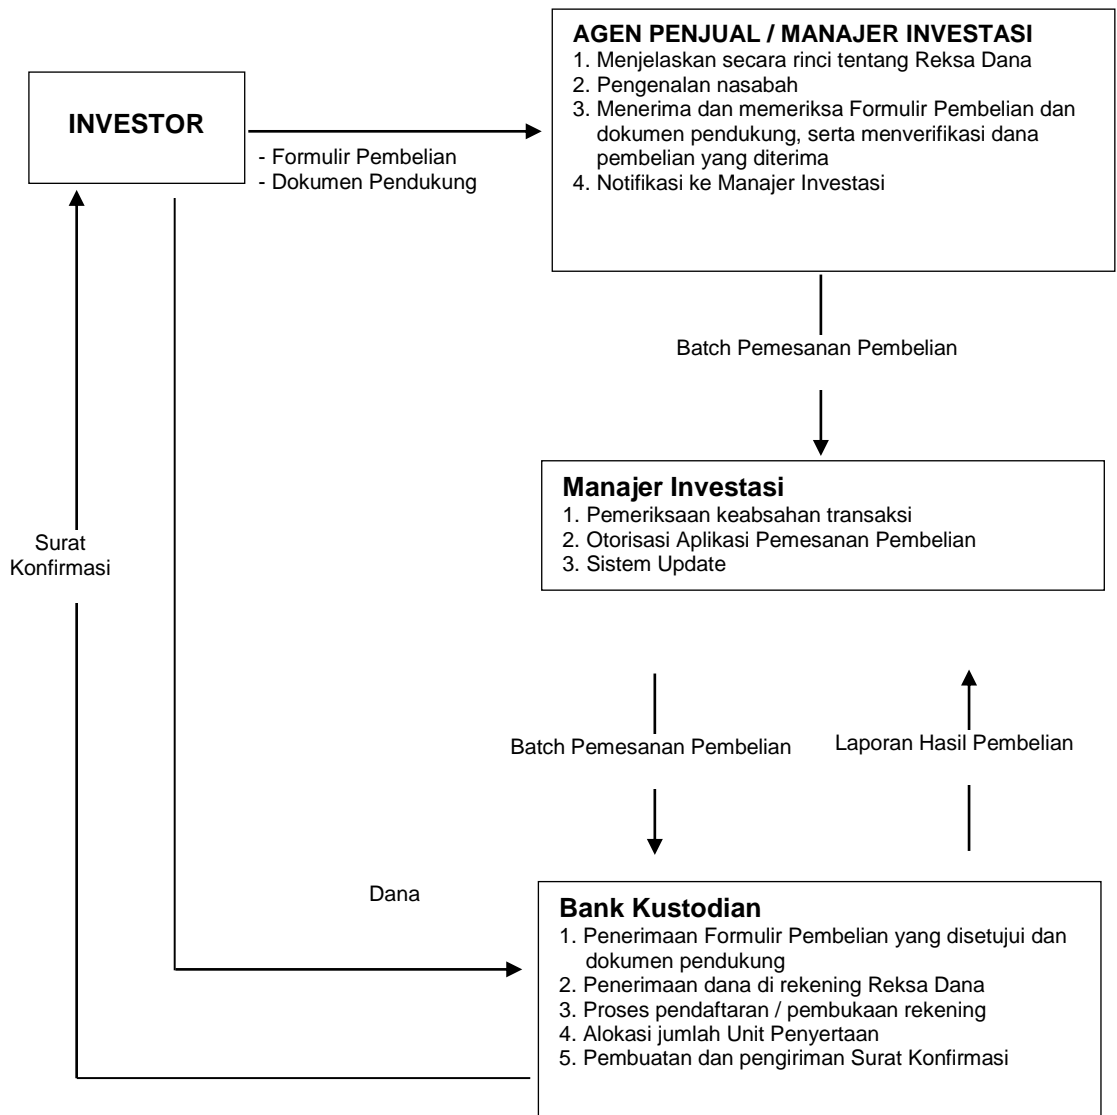 AGEN PENJUAL / MANAJER INVESTASI
1. Menjelaskan secara rinci tentang Reksa Dana
2. Pengenalan nasabah
3. Menerima dan memeriksa Formulir Pembelian dan
dokumen pendukung, serta menverifikasi dana
pembelian yang diterima
4. Notifikasi ke Manajer Investasi
INVESTOR
- Formulir Pembelian
- Dokumen Pendukung
Batch Pemesanan Pembelian
Manajer Investasi
1. Pemeriksaan keabsahan transaksi
2. Otorisasi Aplikasi Pemesanan Pembelian
3. Sistem Update
Surat
Konfirmasi
Batch Pemesanan Pembelian
Laporan Hasil Pembelian
Dana
Bank Kustodian
1. Penerimaan Formulir Pembelian yang disetujui dan
dokumen pendukung
2. Penerimaan dana di rekening Reksa Dana
3. Proses pendaftaran / pembukaan rekening
4. Alokasi jumlah Unit Penyertaan
5. Pembuatan dan pengiriman Surat Konfirmasi